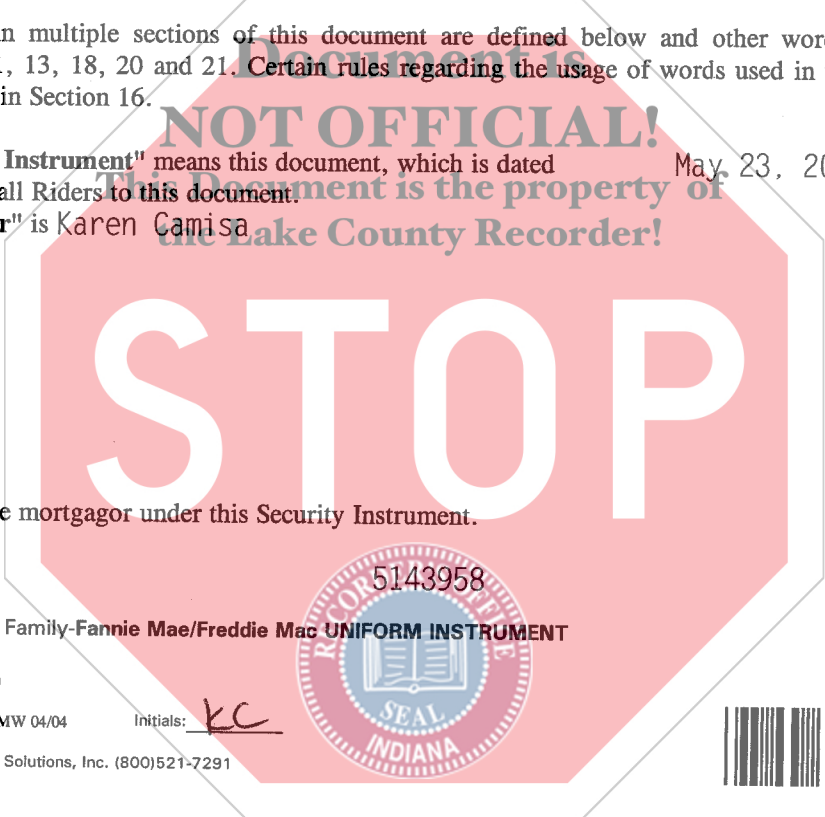 n multiple sections of this document are defined below and other wor
, 13, 18, 20 and 21. Certain rules regarding the usage of words used in
in Section 16.
Document is
NOT OFFICIAL!
This Document is the property of
the Lake County Recorder!
Instrument" means this document, which is dated May 23, 20
all Riders to this document.
r" is Karen Camisa
STOP
e mortgagor under this Security Instrument.
5143958
RECORDER'S OFFICE
SEAL
INDIANA
Family-Fannie Mae/Freddie Mac UNIFORM INSTRUMENT
MW 04/04 Initials: KC
Solutions, Inc. (800)521-7291